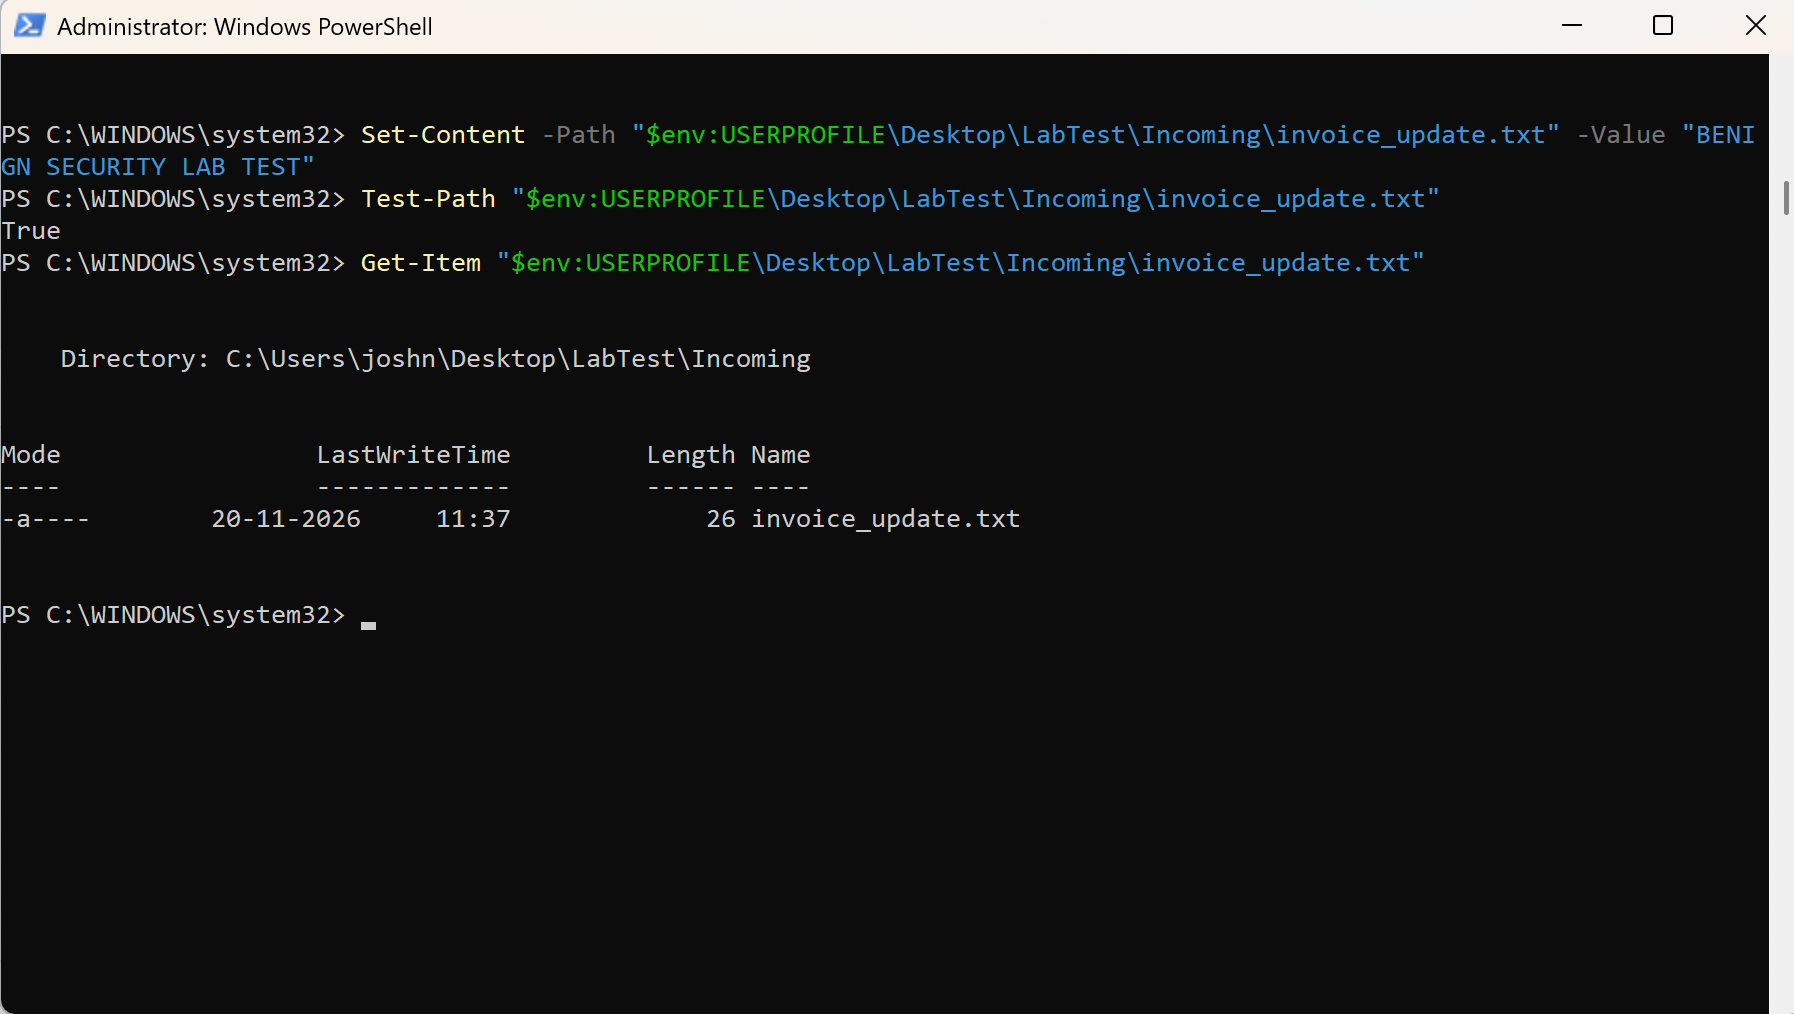 Administrator: Windows PowerShell
PS C:\WINDOWS\system32> Set-Content -Path "$env:USERPROFILE\Desktop\LabTest\Incoming\invoice_update.txt" -Value "BENI
GN SECURITY LAB TEST"
PS C:\WINDOWS\system32> Test-Path "$env:USERPROFILE\Desktop\LabTest\Incoming\invoice_update.txt"
True
PS C:\WINDOWS\system32> Get-Item "$env:USERPROFILE\Desktop\LabTest\Incoming\invoice_update.txt"
Directory: C:\Users\joshn\Desktop\LabTest\Incoming
Mode LastWriteTime Length Name
---- ------------- ------ ----
-a---- 20-11-2026 11:37 26 invoice_update.txt
PS C:\WINDOWS\system32>